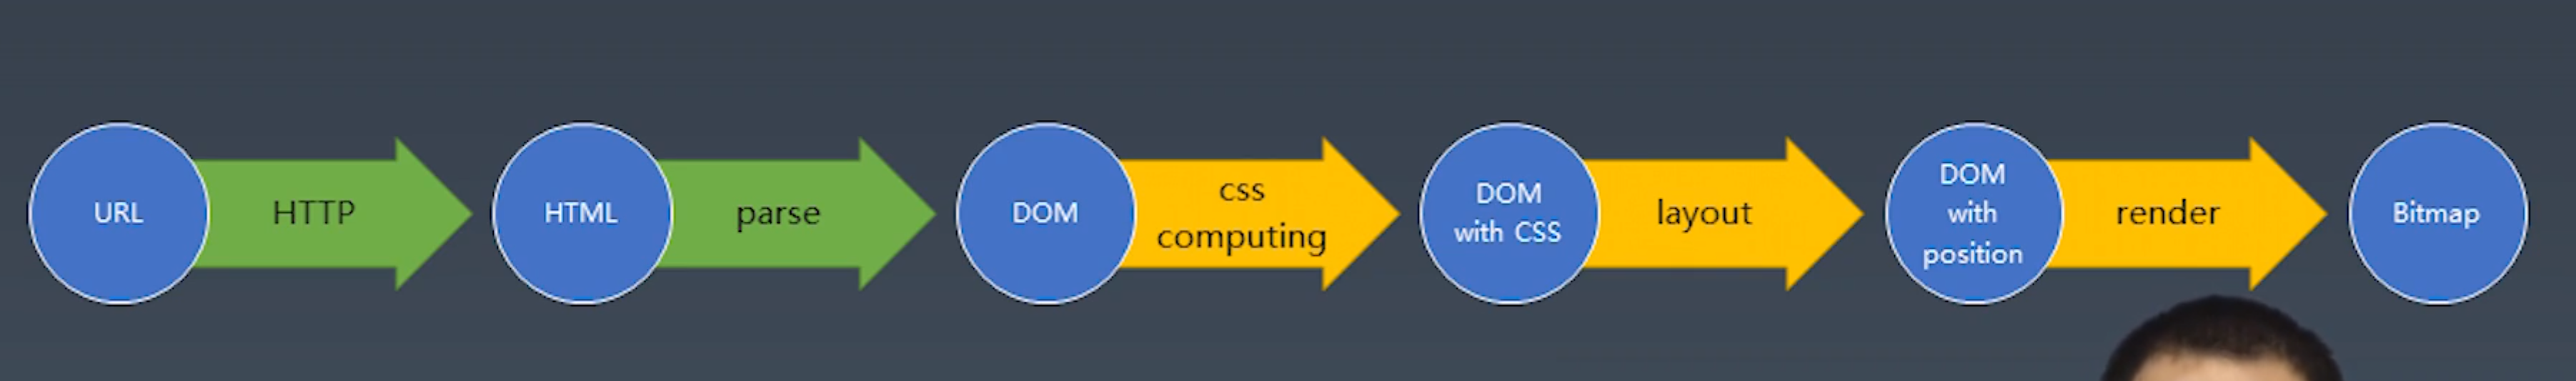 URL
HTTP
HTML
parse
DOM
css
computing
DOM
with CSS
layout
DOM
with
position
render
Bitmap